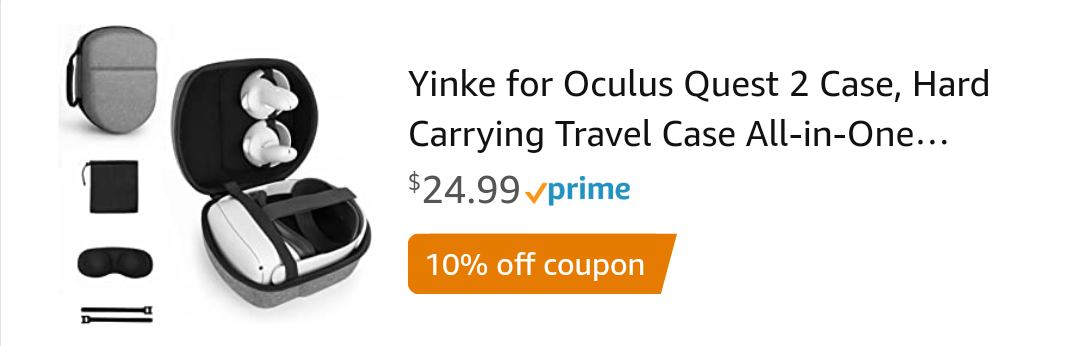 Yinke for Oculus Quest 2 Case, Hard
Carrying Travel Case All-in-One…
$24.99 prime
10% off coupon